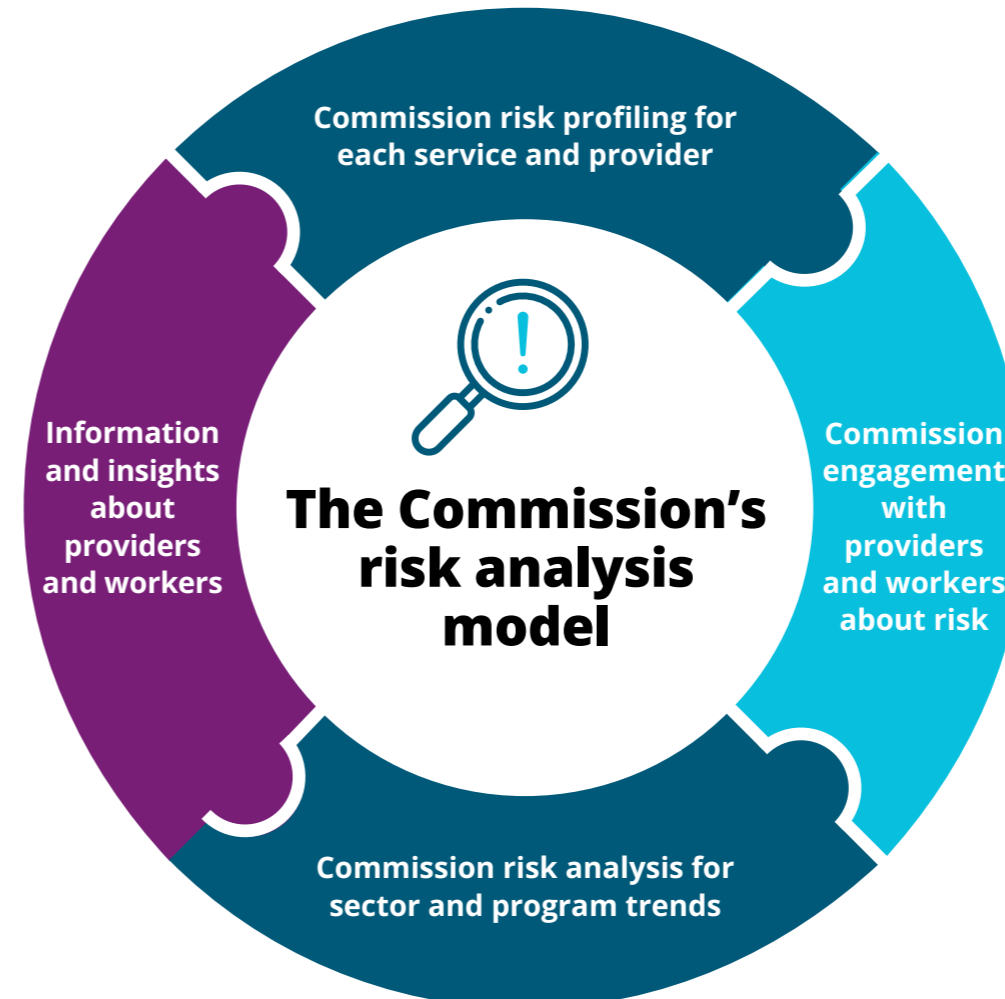 Commission risk profiling for
each service and provider
Information
and insights
about
providers
and workers
The Commission’s
risk analysis
model
Commission
engagement
with
providers
and workers
about risk
Commission risk analysis for
sector and program trends